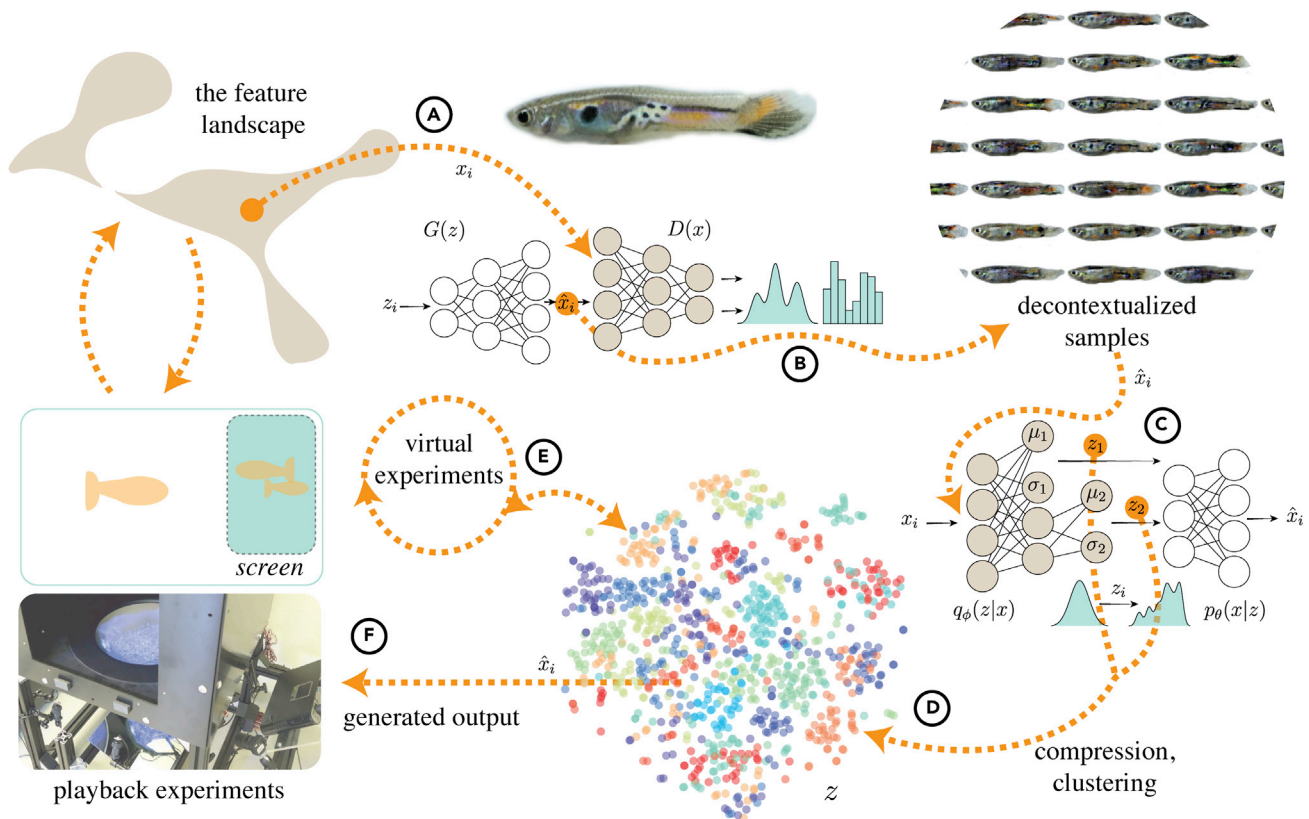 the feature
landscape
A
x_i
G(z)
D(x)
z_i
x̂_i
B
decontextualized
samples
x̂_i
C
μ_1
z_1
σ_1
μ_2
z_2
x_i
σ_2
x̂_i
z_i
q_ϕ(z|x)
p_θ(x|z)
virtual
experiments
E
screen
F
x̂_i
generated output
D
compression,
clustering
z
playback experiments